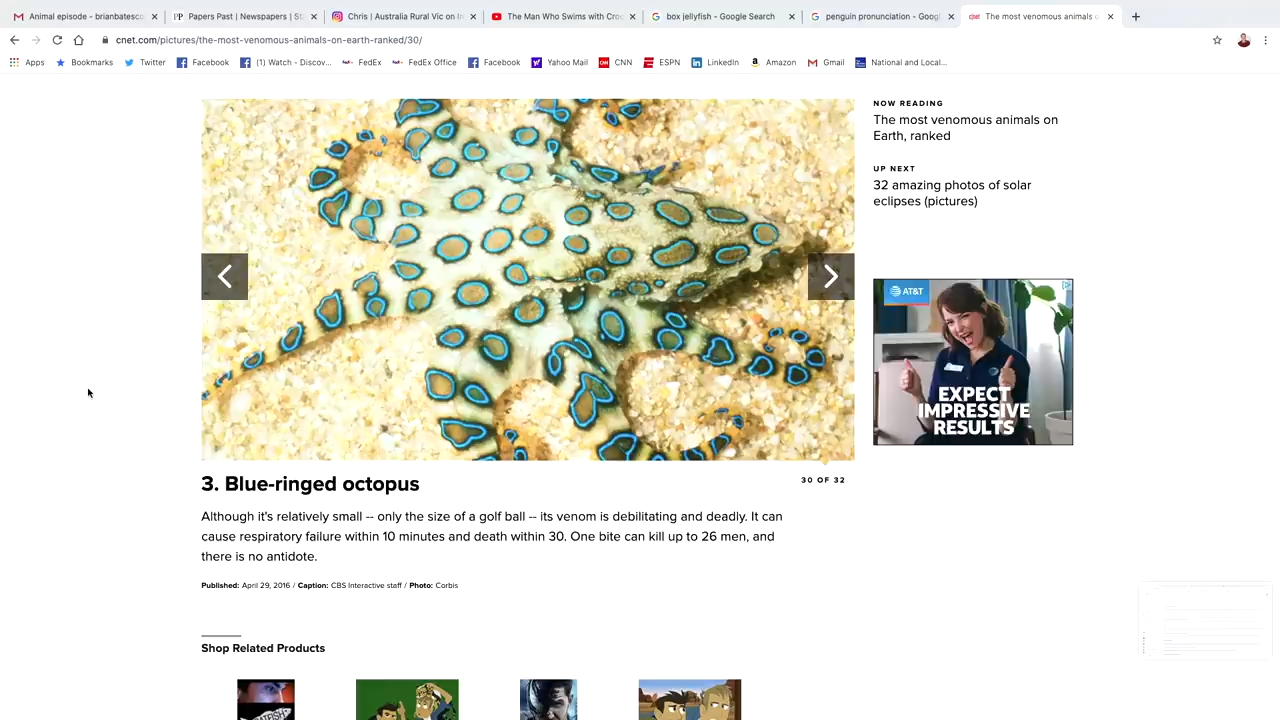 Animal episode - brianbatesco
Papers Past | Newspapers | St
Chris | Australia Rural Vic on In
The Man Who Swims with Croc
box jellyfish - Google Search
penguin pronunciation - Googl
The most venomous animals o
cnet.com/pictures/the-most-venomous-animals-on-earth-ranked/30/
Apps
Bookmarks
Twitter
Facebook
(1) Watch - Discov...
FedEx
FedEx Office
Facebook
Yahoo Mail
CNN
ESPN
LinkedIn
Amazon
Gmail
National and Local...
NOW READING
The most venomous animals on
Earth, ranked
UP NEXT
32 amazing photos of solar
eclipses (pictures)
AT&T
EXPECT
IMPRESSIVE
RESULTS
3. Blue-ringed octopus
30 OF 32
Although it's relatively small -- only the size of a golf ball -- its venom is debilitating and deadly. It can
cause respiratory failure within 10 minutes and death within 30. One bite can kill up to 26 men, and
there is no antidote.
Published: April 29, 2016 / Caption: CBS Interactive staff / Photo: Corbis
Shop Related Products